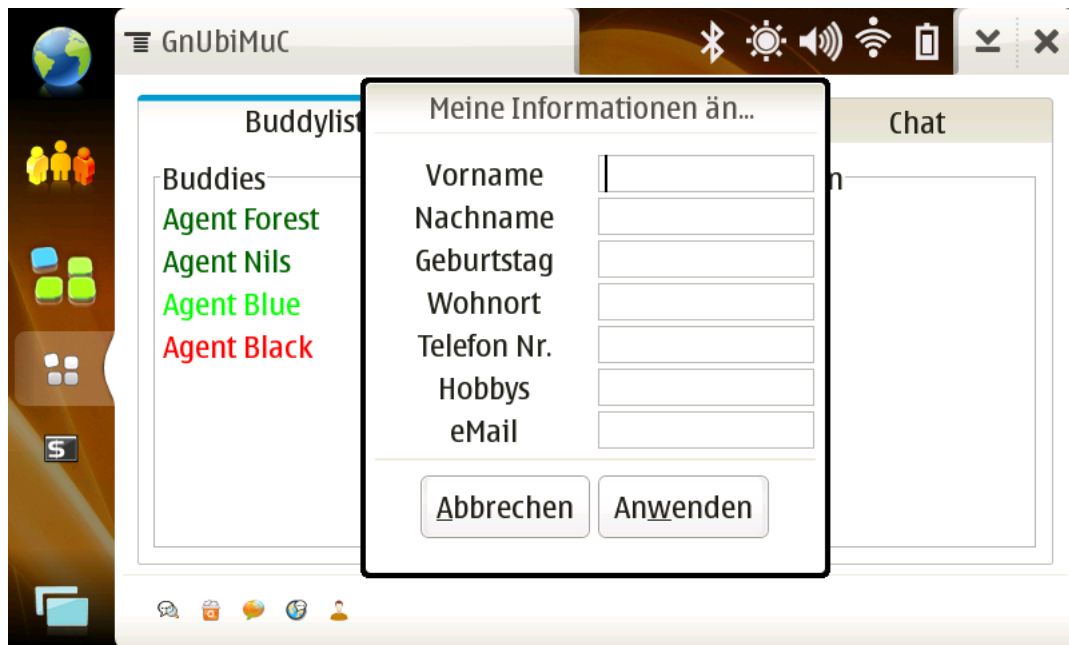 GnUbiMuC
Buddylist
Chat
Buddies
n
Agent Forest
Agent Nils
Agent Blue
Agent Black
Meine Informationen än...
Vorname
Nachname
Geburtstag
Wohnort
Telefon Nr.
Hobbys
eMail
Abbrechen
Anwenden
$